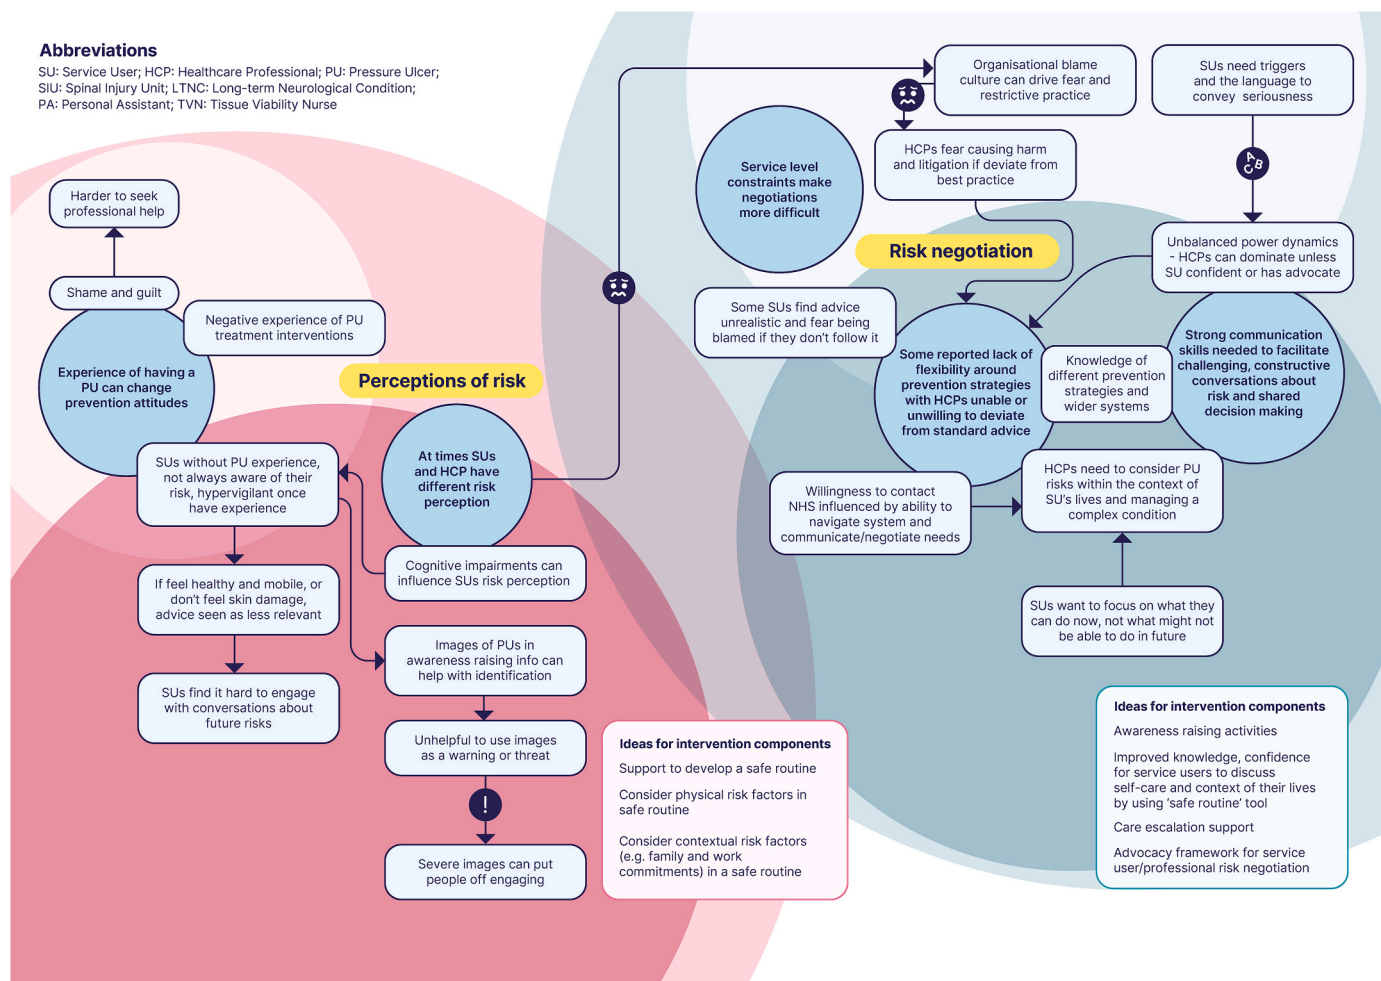 Abbreviations
SU: Service User; HCP: Healthcare Professional; PU: Pressure Ulcer;
SIU: Spinal Injury Unit; LTNC: Long-term Neurological Condition;
PA: Personal Assistant; TVN: Tissue Viability Nurse
Harder to seek
professional help
Shame and guilt
Negative experience of PU
treatment interventions
Experience of having a
PU can change
prevention attitudes
Perceptions of risk
At times SUs
and HCP have
different risk
perception
SUs without PU experience,
not always aware of their
risk, hypervigilant once
have experience
Cognitive impairments can
influence SUs risk perception
If feel healthy and mobile, or
don't feel skin damage,
advice seen as less relevant
SUs find it hard to engage
with conversations about
future risks
Images of PUs in
awareness raising info can
help with identification
Unhelpful to use images
as a warning or threat
!
Severe images can put
people off engaging
Ideas for intervention components
Support to develop a safe routine
Consider physical risk factors in
safe routine
Consider contextual risk factors
(e.g. family and work
commitments) in a safe routine
Organisational blame
culture can drive fear and
restrictive practice
SUs need triggers
and the language to
convey seriousness
A
B
C
HCPs fear causing harm
and litigation if deviate from
best practice
Service level
constraints make
negotiations
more difficult
Risk negotiation
Unbalanced power dynamics
- HCPs can dominate unless
SU confident or has advocate
Some SUs find advice
unrealistic and fear being
blamed if they don't follow it
Some reported lack of
flexibility around
prevention strategies
with HCPs unable or
unwilling to deviate
from standard advice
Knowledge of
different prevention
strategies and
wider systems
Strong communication
skills needed to facilitate
challenging, constructive
conversations about
risk and shared
decision making
Willingness to contact
NHS influenced by ability to
navigate system and
communicate/negotiate needs
HCPs need to consider PU
risks within the context of
SU's lives and managing a
complex condition
SUs want to focus on what they
can do now, not what might not
be able to do in future
Ideas for intervention components
Awareness raising activities
Improved knowledge, confidence
for service users to discuss
self-care and context of their lives
by using 'safe routine' tool
Care escalation support
Advocacy framework for service
user/professional risk negotiation